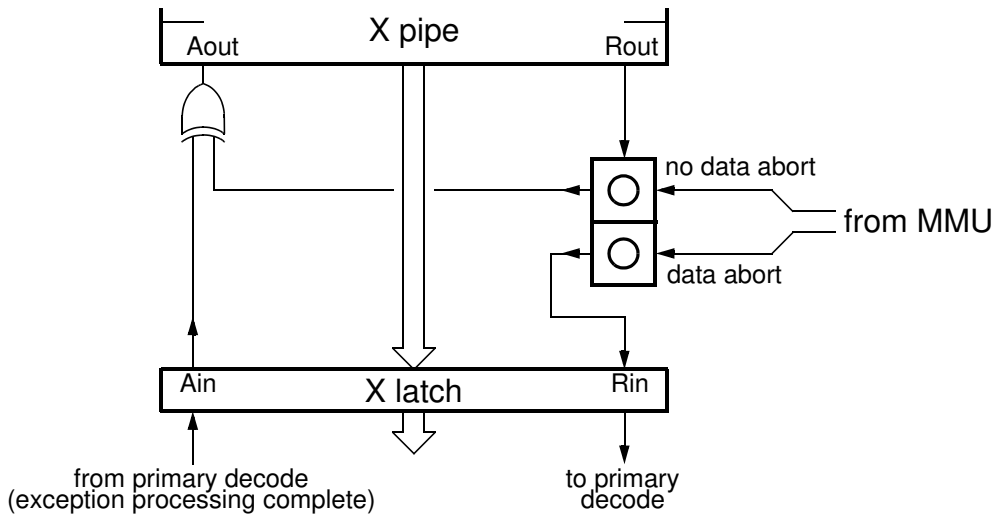 X pipe
Aout
Rout
no data abort
from MMU
data abort
Ain
X latch
Rin
from primary decode
(exception processing complete)
to primary
decode